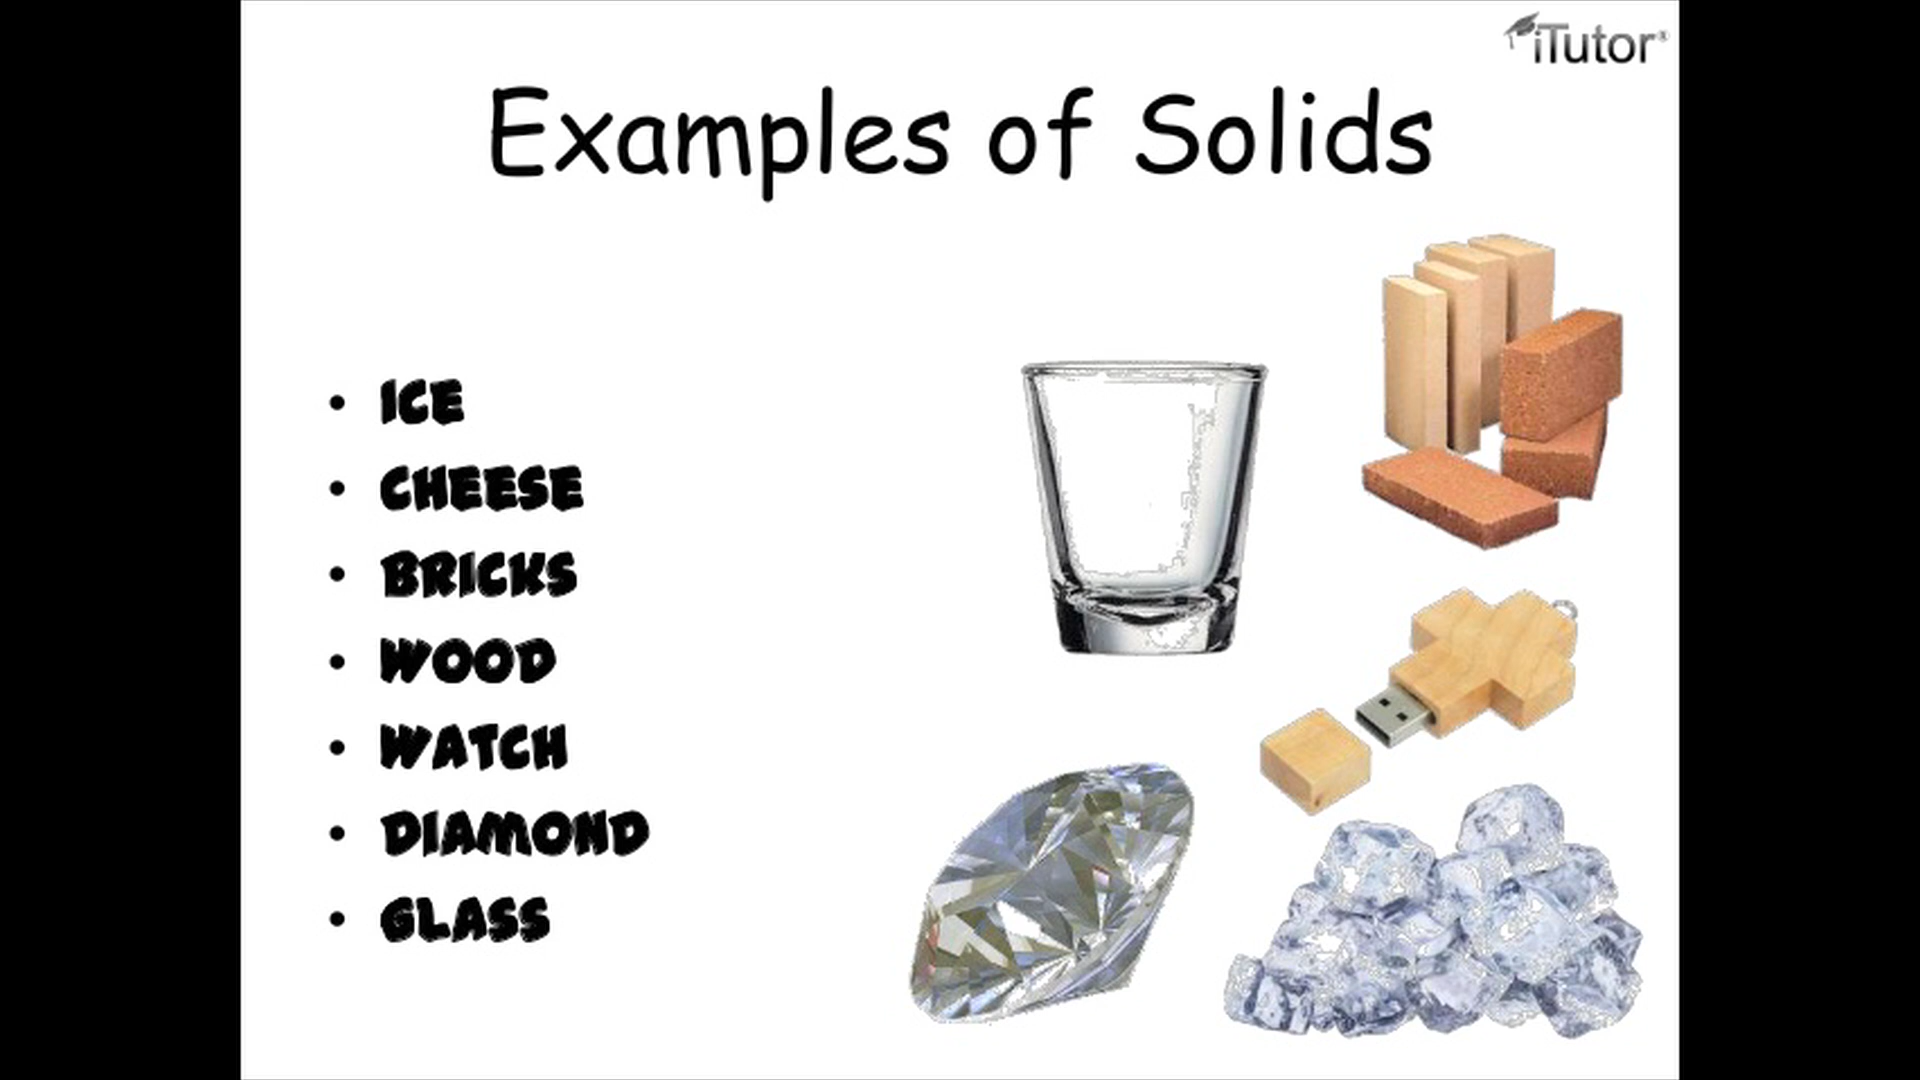 iTutor®
Examples of Solids
• ICE
• CHEESE
• BRICKS
• WOOD
• WATCH
• DIAMOND
• GLASS